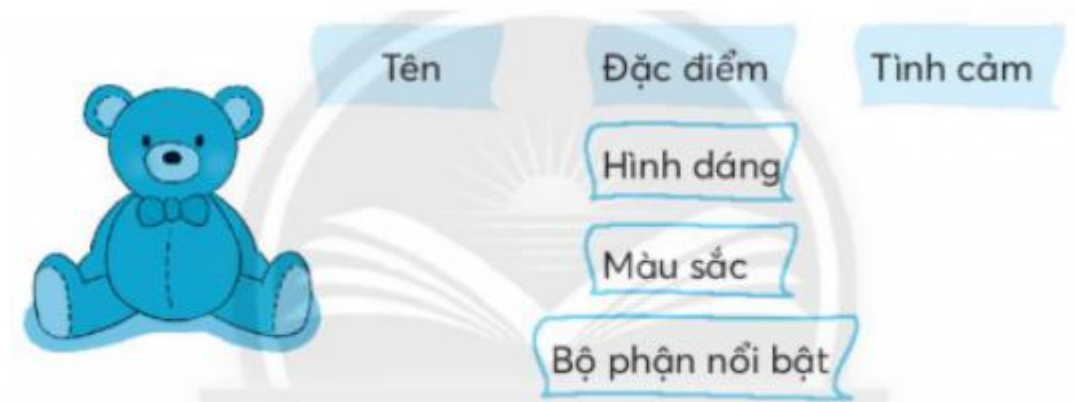 Tên Đặc điểm Tình cảm
Hình dáng
Màu sắc
Bộ phận nổi bật